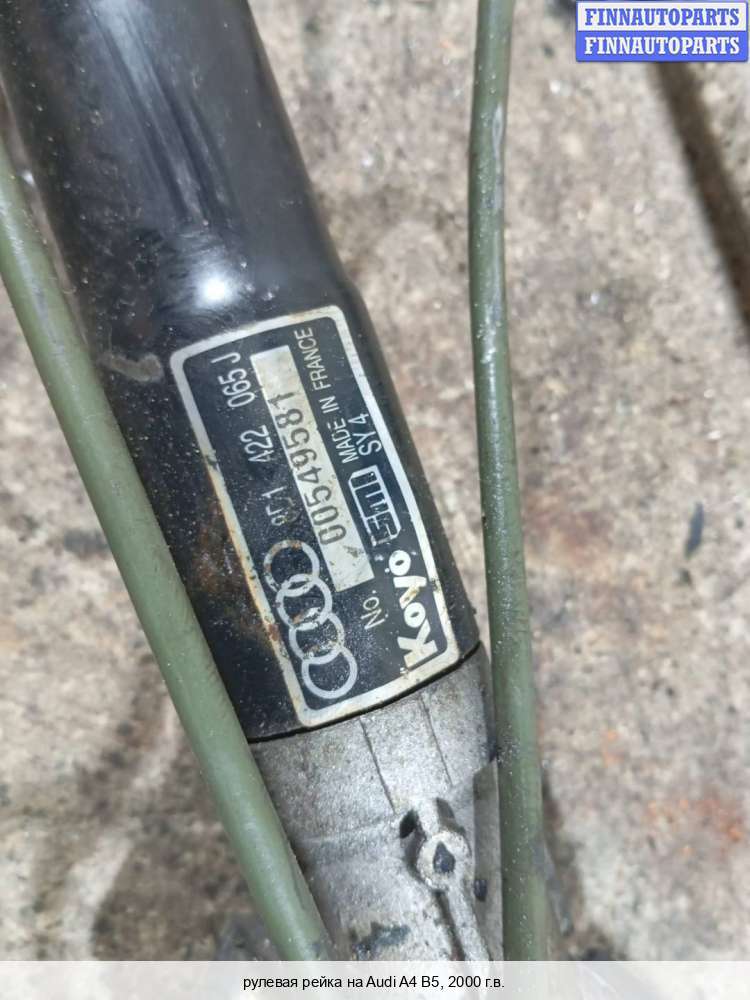 FINNAUTOPARTS
FINNAUTOPARTS
8D1 422 065 J
No. 00549581
MADE IN FRANCE
SY4
Koyo
рулевая рейка на Audi A4 B5, 2000 г.в.